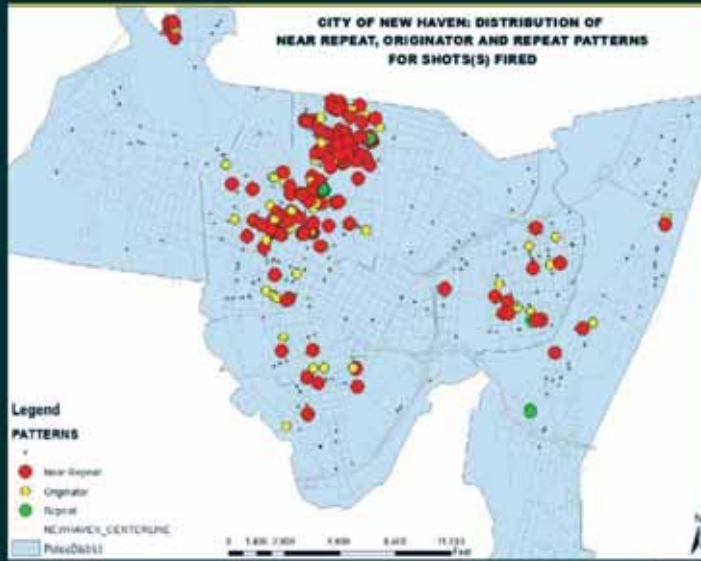 CITY OF NEW HAVEN: DISTRIBUTION OF
NEAR REPEAT, ORIGINATOR AND REPEAT PATTERNS
FOR SHOTS(S) FIRED
Legend
PATTERNS
Near Repeat
Originator
Repeat
NEWHAVEN_CENTERLINE
PoliceDistrict
0
Feet
N